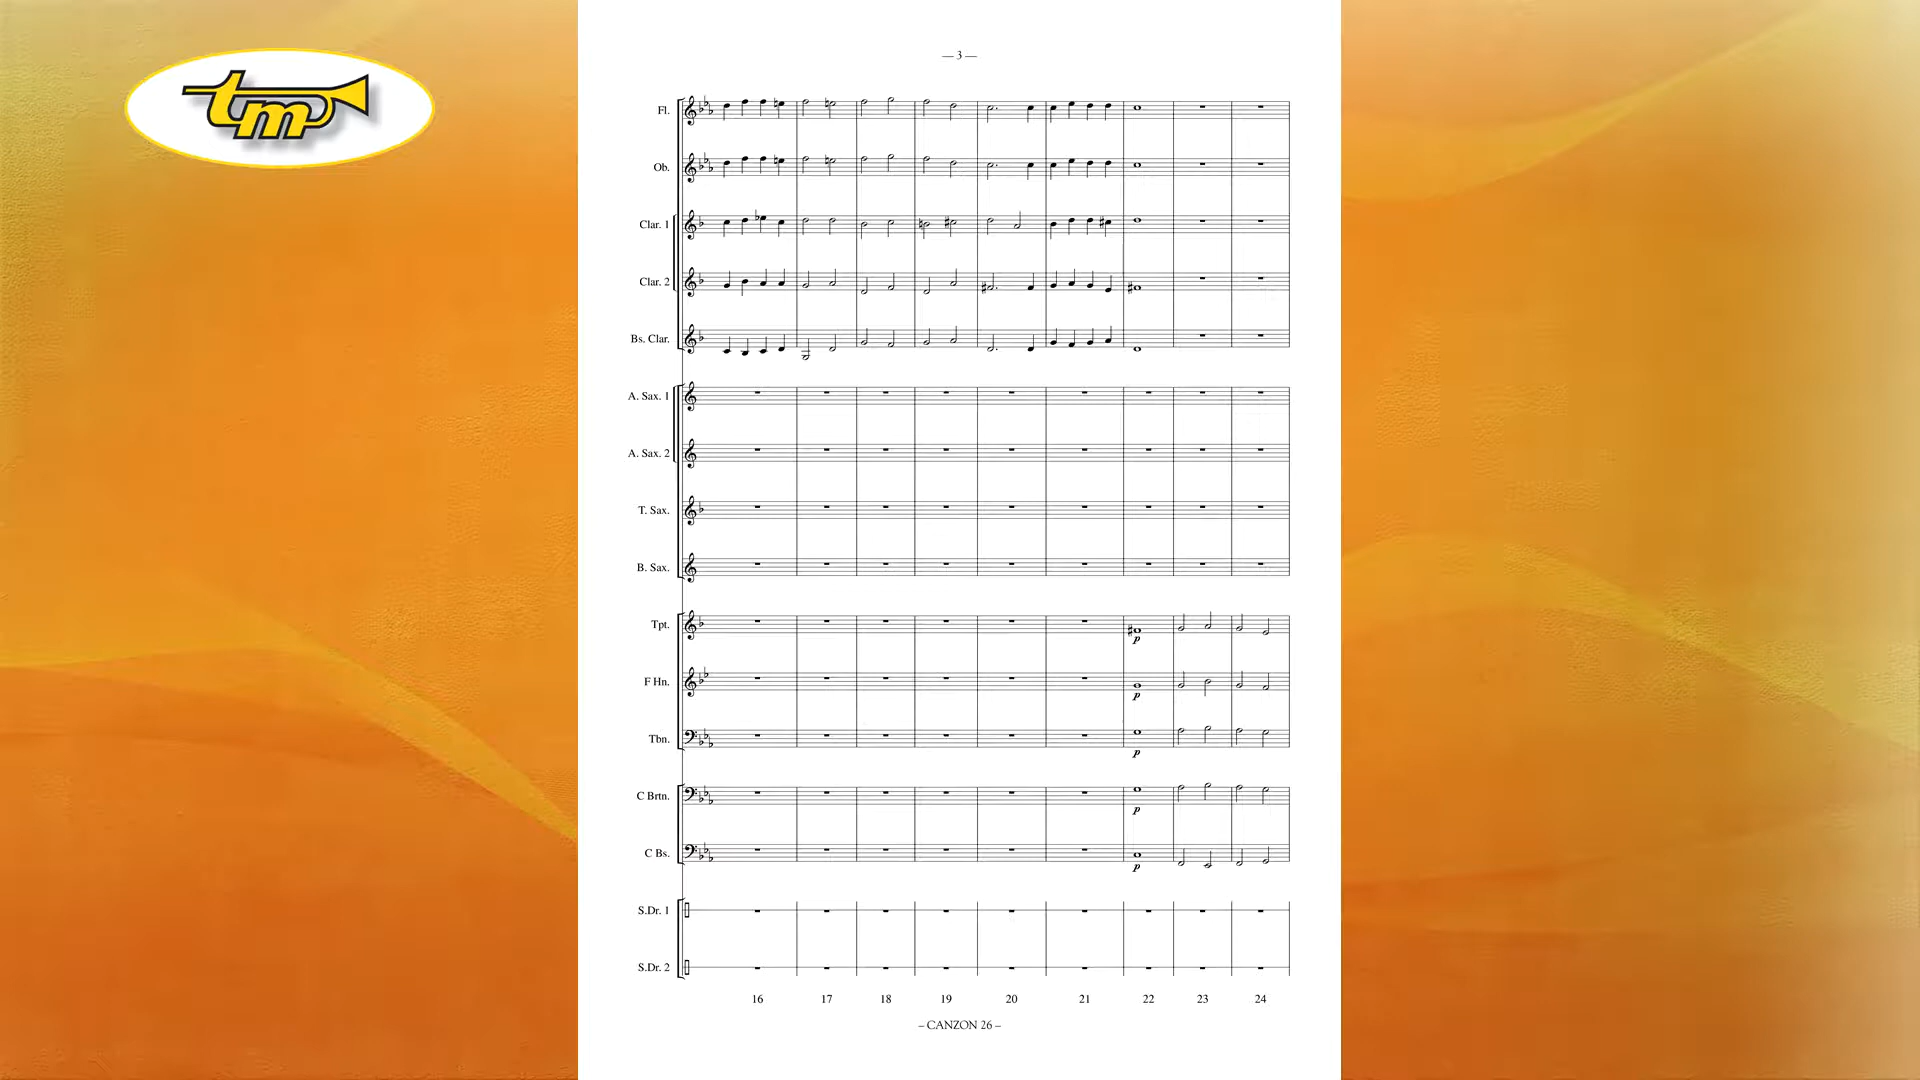 tm
— 3 —
Fl.
Ob.
Clar. 1
Clar. 2
Bs. Clar.
A. Sax. 1
A. Sax. 2
T. Sax.
B. Sax.
Tpt.
p
F Hn.
p
Tbn.
p
C Brtn.
p
C Bs.
p
S.Dr. 1
S.Dr. 2
16 17 18 19 20 21 22 23 24
– CANZON 26 –